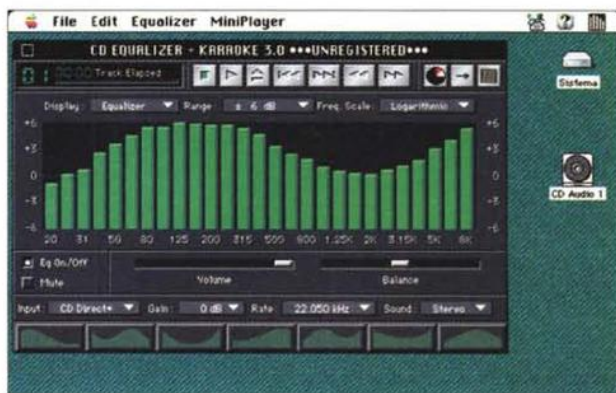 File Edit Equalizer MiniPlayer
CD EQUALIZER - KARAOKE 3.0 •••UNREGISTERED•••
01 00:00 Track Elapsed
Display: Equalizer Range ± 6 dB Freq. Scale: Logarithmic
+6 +6
+3 +3
0 0
-3 -3
-6 -6
20 31 50 80 125 200 315 500 800 1.25K 2K 3.15K 5K 8K
Eq On/Off
Mute
Volume Balance
Input: CD Direct Gain: 0 dB Rate 22.050 kHz Sound: Stereo
Sistema
CD Audio 1